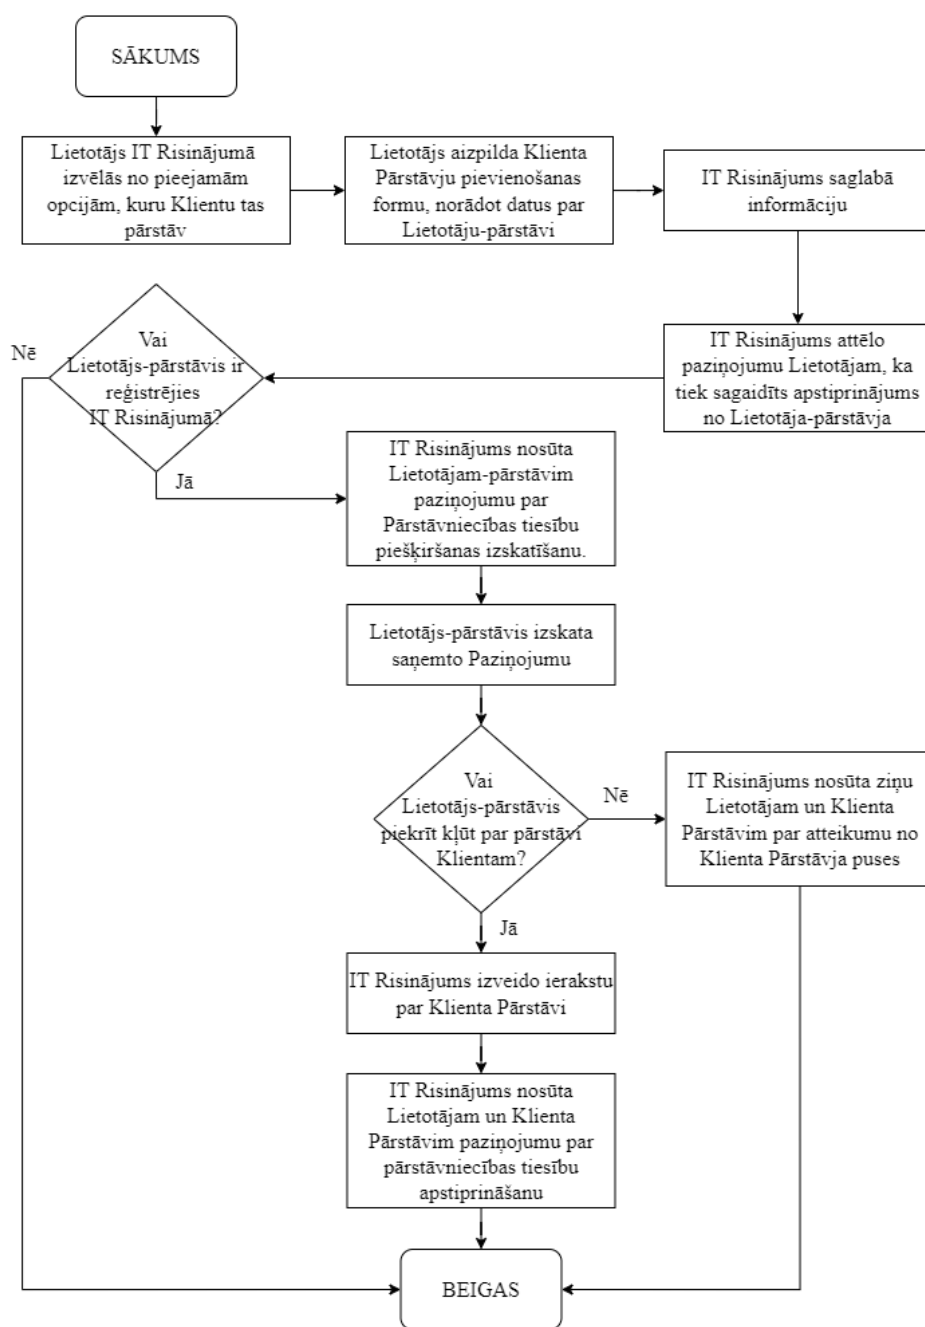 SĀKUMS
Lietotājs IT Risinājumā
izvēlās no pieejamām
opcijām, kuru Klientu tas
pārstāv
Lietotājs aizpilda Klienta
Pārstāvju pievienošanas
formu, norādot datus par
Lietotāju-pārstāvi
IT Risinājums saglabā
informāciju
IT Risinājums attēlo
paziņojumu Lietotājam, ka
tiek sagaidīts apstiprinājums
no Lietotāja-pārstāvja
Vai
Lietotājs-pārstāvis ir
reģistrējies
IT Risinājumā?
Nē
Jā
IT Risinājums nosūta
Lietotājam-pārstāvim
paziņojumu par
Pārstāvniecības tiesību
piešķiršanas izskatīšanu.
Lietotājs-pārstāvis izskata
saņemto Paziņojumu
Vai
Lietotājs-pārstāvis
piekrīt kļūt par pārstāvi
Klientam?
Nē
IT Risinājums nosūta ziņu
Lietotājam un Klienta
Pārstāvim par atteikumu no
Klienta Pārstāvja puses
Jā
IT Risinājums izveido ierakstu
par Klienta Pārstāvi
IT Risinājums nosūta
Lietotājam un Klienta
Pārstāvim paziņojumu par
pārstāvniecības tiesību
apstiprināšanu
BEIGAS